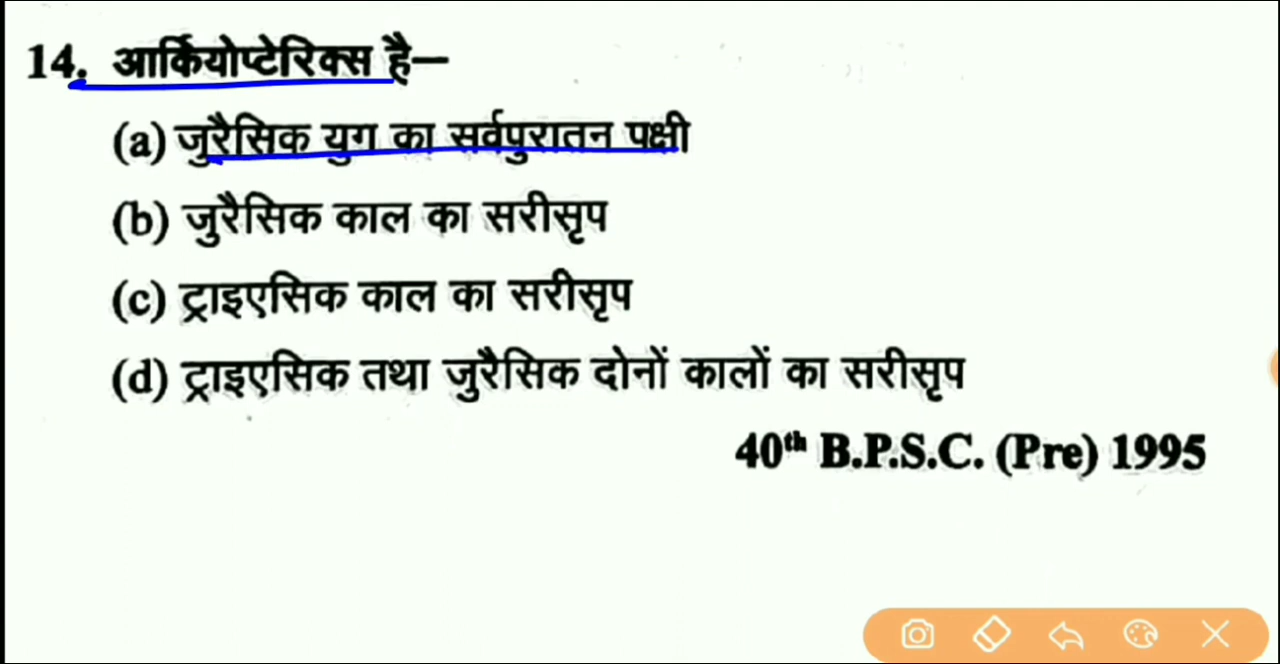 14. आर्कियोप्टेरिक्स है—
(a) जुरैसिक युग का सर्वपुरातन पक्षी
(b) जुरैसिक काल का सरीसृप
(c) ट्राइएसिक काल का सरीसृप
(d) ट्राइएसिक तथा जुरैसिक दोनों कालों का सरीसृप
40th B.P.S.C. (Pre) 1995